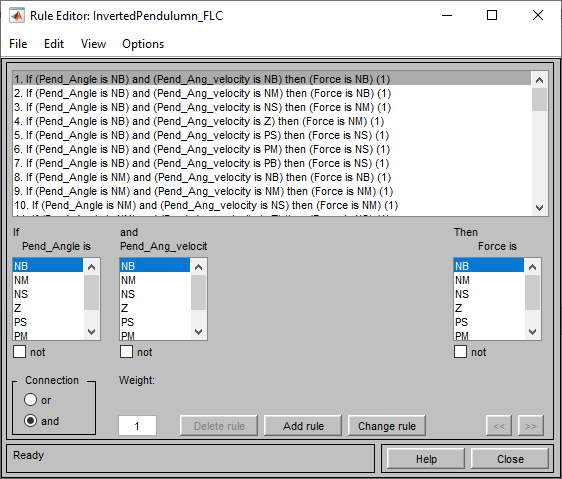 Rule Editor: InvertedPendulumn_FLC
File Edit View Options
1. If (Pend_Angle is NB) and (Pend_Ang_velocity is NB) then (Force is NB) (1)
2. If (Pend_Angle is NB) and (Pend_Ang_velocity is NM) then (Force is NB) (1)
3. If (Pend_Angle is NB) and (Pend_Ang_velocity is NS) then (Force is NM) (1)
4. If (Pend_Angle is NB) and (Pend_Ang_velocity is Z) then (Force is NM) (1)
5. If (Pend_Angle is NB) and (Pend_Ang_velocity is PS) then (Force is NS) (1)
6. If (Pend_Angle is NB) and (Pend_Ang_velocity is PM) then (Force is NS) (1)
7. If (Pend_Angle is NB) and (Pend_Ang_velocity is PB) then (Force is NS) (1)
8. If (Pend_Angle is NM) and (Pend_Ang_velocity is NB) then (Force is NB) (1)
9. If (Pend_Angle is NM) and (Pend_Ang_velocity is NM) then (Force is NM) (1)
10. If (Pend_Angle is NM) and (Pend_Ang_velocity is NS) then (Force is NM) (1)
If and Then
Pend_Angle is Pend_Ang_velocit Force is
NB NB NB
NM NM NM
NS NS NS
Z Z Z
PS PS PS
PM PM PM
not not not
Connection Weight:
or
and 1 Delete rule Add rule Change rule << >>
Ready Help Close